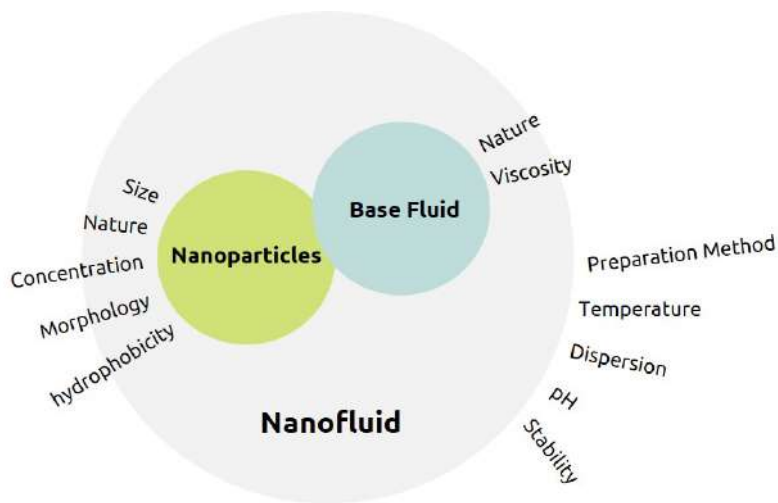 Nature
Viscosity
Base Fluid
Size
Nature
Concentration
Morphology
hydrophobicity
Nanoparticles
Preparation Method
Temperature
Dispersion
pH
Stability
Nanofluid